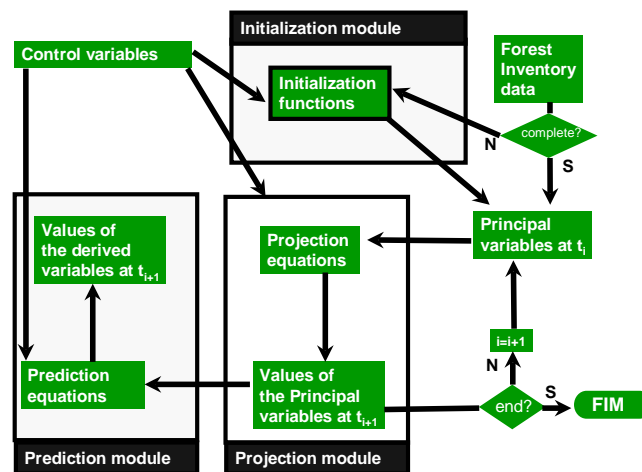 Initialization module
Control variables
Forest
Inventory
data
Initialization
functions
complete?
N
S
Values of
the derived
variables at ti+1
Projection
equations
Principal
variables at ti
i=i+1
N
Prediction
equations
Values of
the Principal
variables at ti+1
end?
S
FIM
Prediction module
Projection module